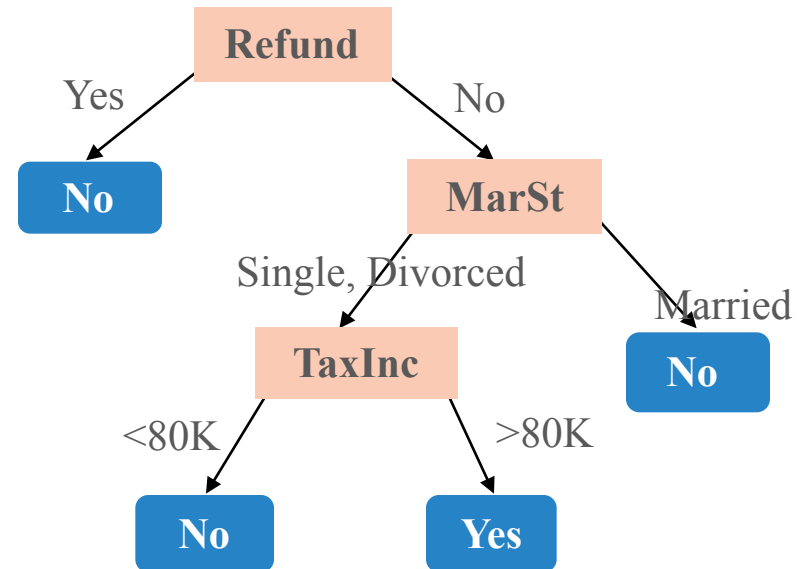 Refund
Yes
No
No
MarSt
Single, Divorced
Married
TaxInc
No
<80K
>80K
No
Yes